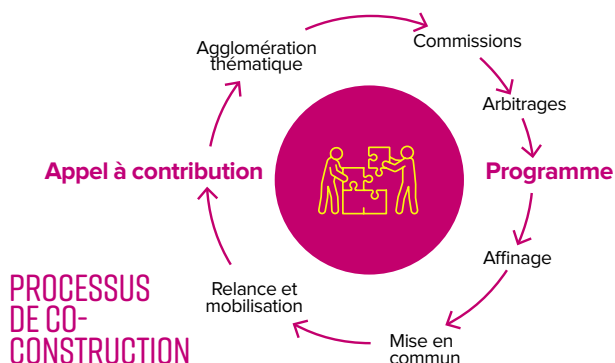 Agglomération
thématique
Commissions
Arbitrages
Appel à contribution
Programme
Affinage
Relance et
mobilisation
Mise en
commun
PROCESSUS
DE CO-
CONSTRUCTION